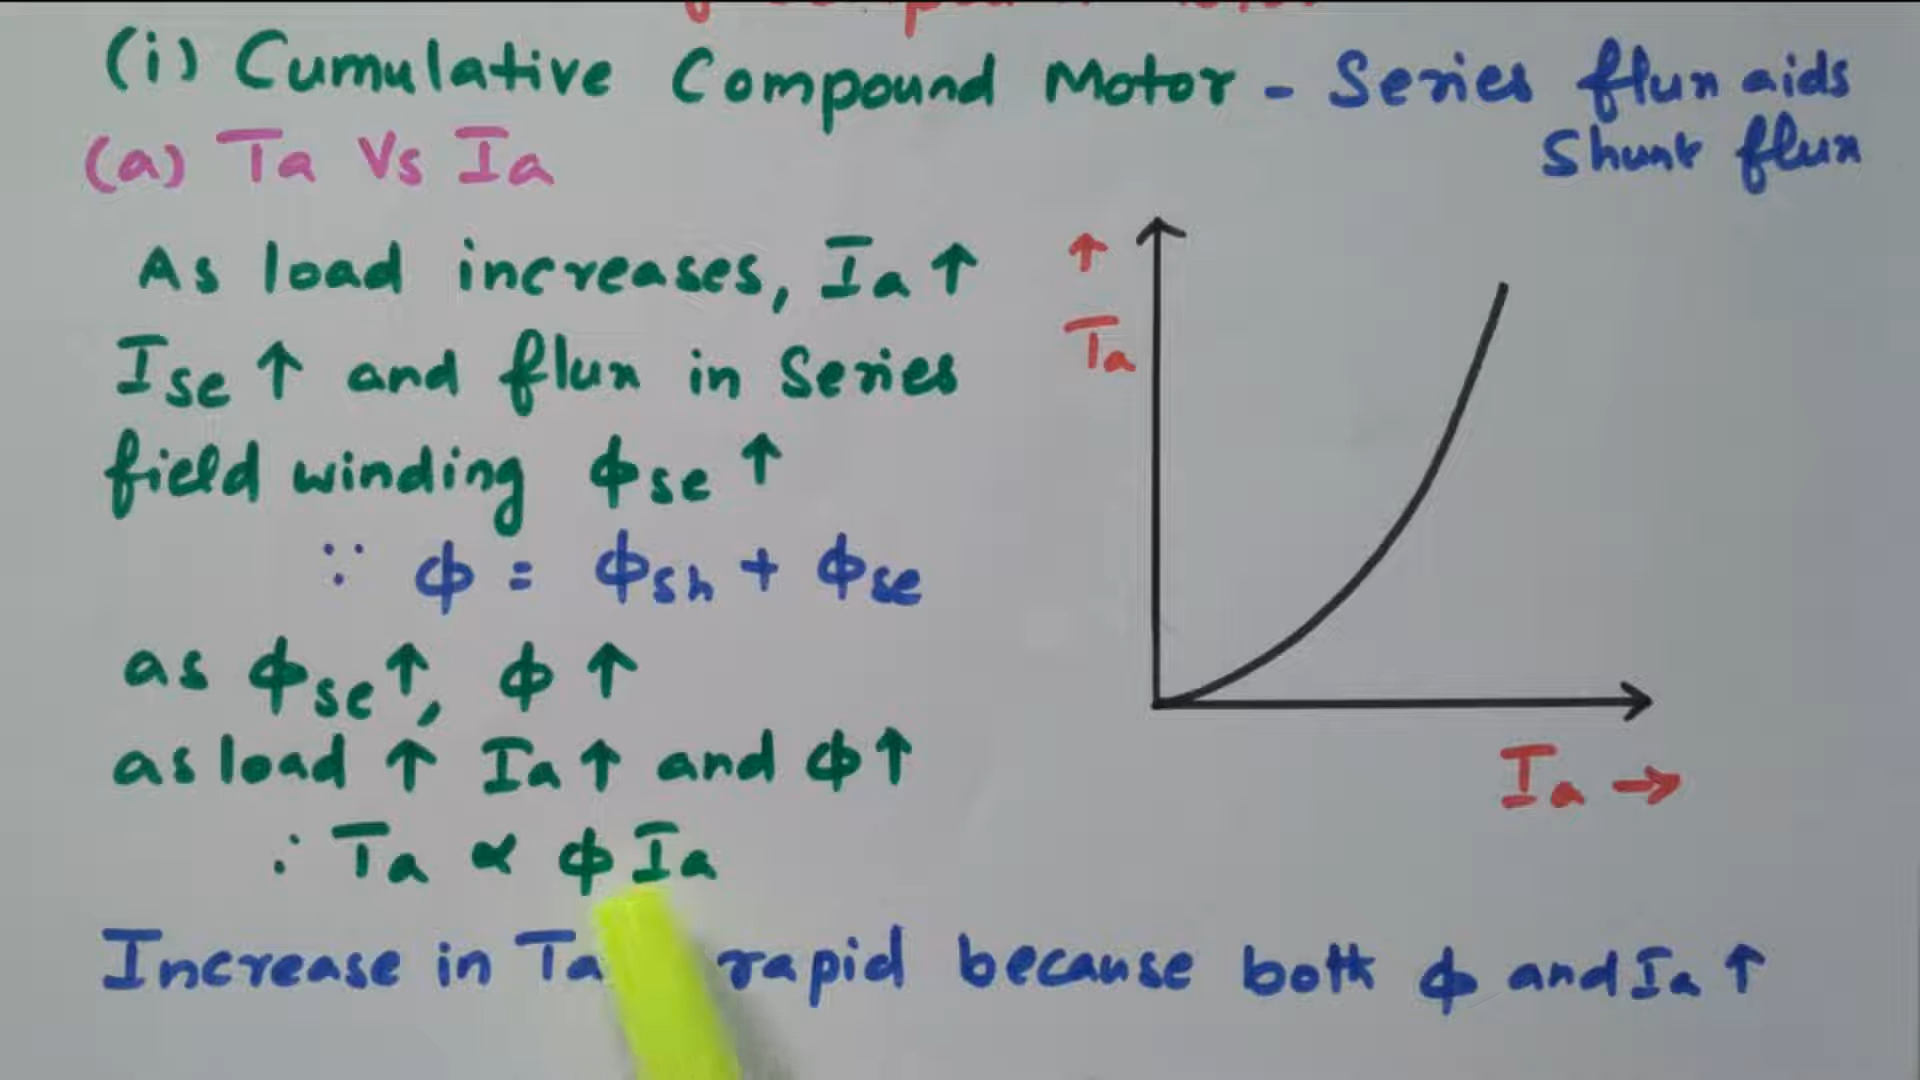 (i) Cumulative Compound Motor - Series flux aids
Shunt flux
(a) Ta Vs Ia
As load increases, Ia ↑
Ise ↑ and flux in Series
field winding ϕse ↑
∵ ϕ = ϕsh + ϕse
as ϕse ↑, ϕ ↑
as load ↑ Ia ↑ and ϕ ↑
∴ Ta ∝ ϕ Ia
Increase in Ta rapid because both ϕ and Ia ↑
↑
Ta
Ia →